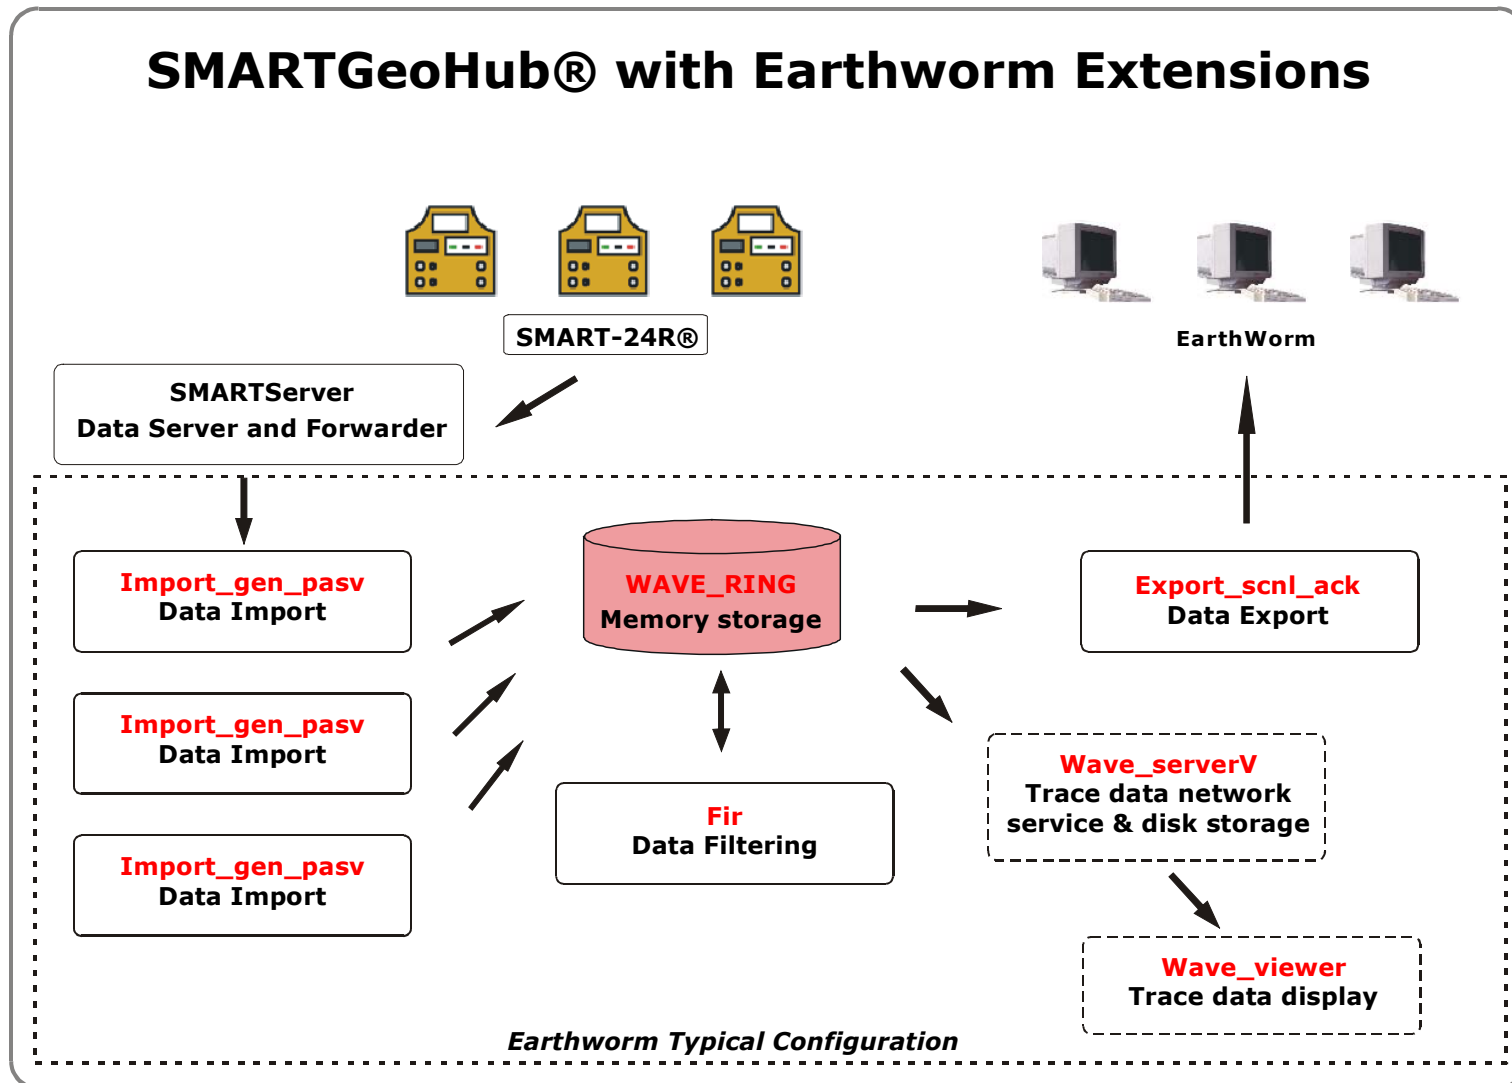 SMARTGeoHub® with Earthworm Extensions
SMART-24R®
EarthWorm
SMARTServer
Data Server and Forwarder
Import_gen_pasv
Data Import
WAVE_RING
Memory storage
Export_scnl_ack
Data Export
Import_gen_pasv
Data Import
Wave_serverV
Trace data network
service & disk storage
Fir
Data Filtering
Import_gen_pasv
Data Import
Wave_viewer
Trace data display
Earthworm Typical Configuration